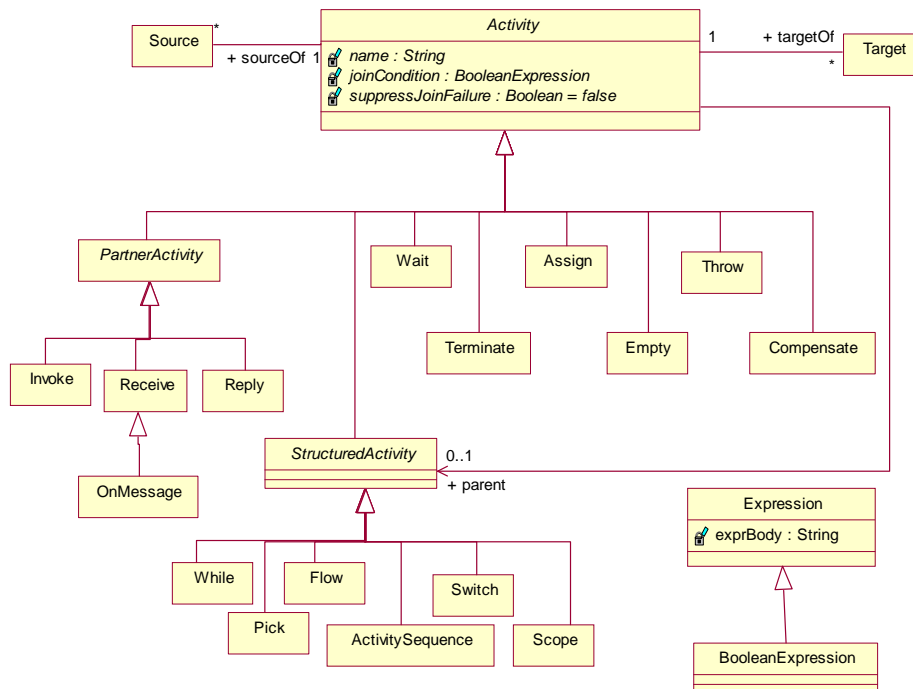 Activity
Source
*
+ sourceOf
1
name : String
joinCondition : BooleanExpression
suppressJoinFailure : Boolean = false
1
+ targetOf
*
Target
PartnerActivity
Wait
Assign
Throw
Terminate
Empty
Compensate
Invoke
Receive
Reply
OnMessage
StructuredActivity
0..1
+ parent
Expression
exprBody : String
While
Flow
Switch
Pick
ActivitySequence
Scope
BooleanExpression